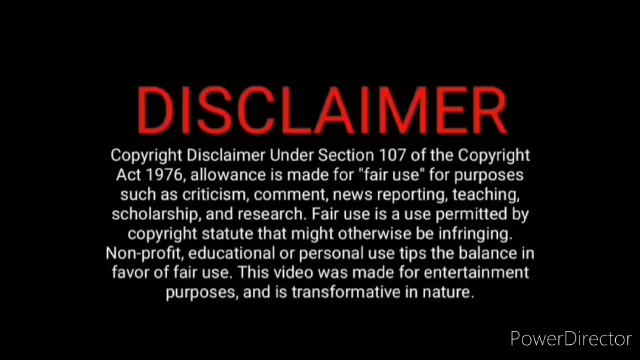 DISCLAIMER
Copyright Disclaimer Under Section 107 of the Copyright
Act 1976, allowance is made for "fair use" for purposes
such as criticism, comment, news reporting, teaching,
scholarship, and research. Fair use is a use permitted by
copyright statute that might otherwise be infringing.
Non-profit, educational or personal use tips the balance in
favor of fair use. This video was made for entertainment
purposes, and is transformative in nature.
PowerDirector